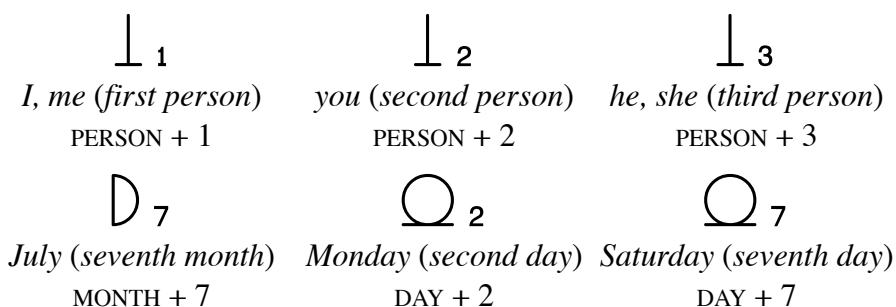 ⊥ 1 ⊥ 2 ⊥ 3
I, me (first person) you (second person) he, she (third person)
PERSON + 1 PERSON + 2 PERSON + 3
7 2 7
July (seventh month) Monday (second day) Saturday (seventh day)
MONTH + 7 DAY + 2 DAY + 7